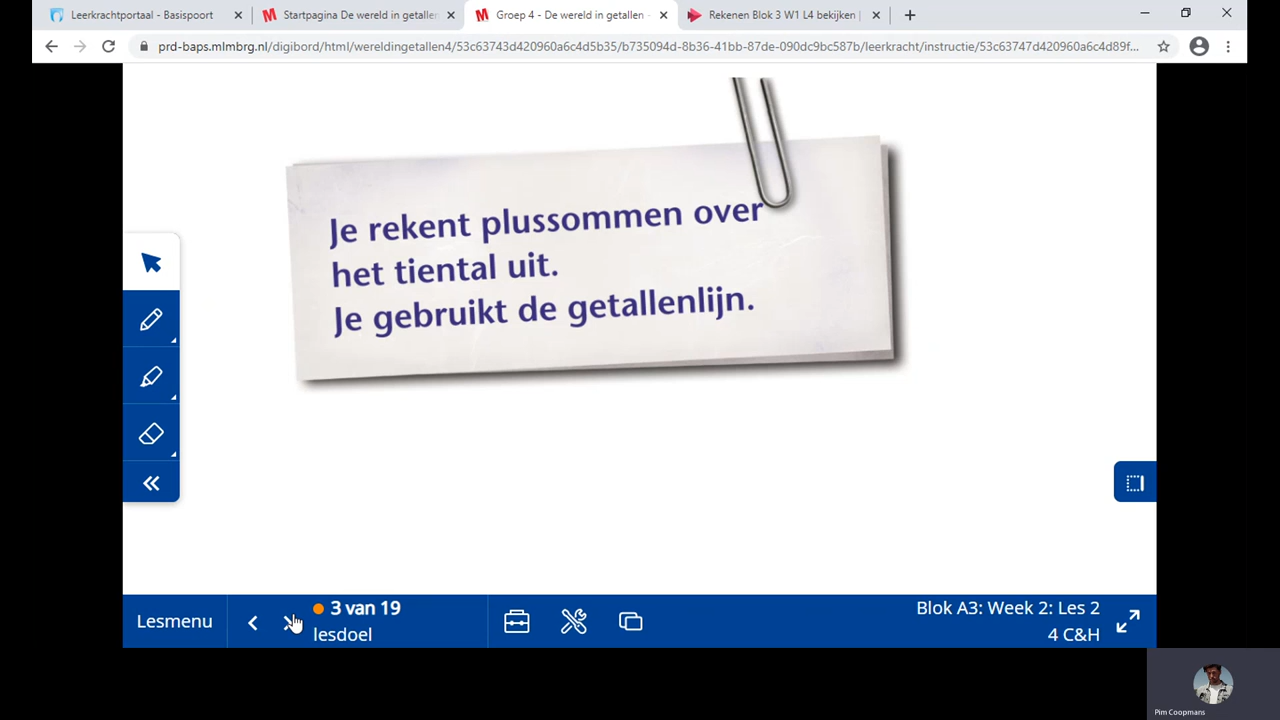 Leerkrachtportaal - Basispoort
Startpagina De wereld in getaller
Groep 4 - De wereld in getallen -
Rekenen Blok 3 W1 L4 bekijken |
prd-baps.mlmbrg.nl/digibord/html/wereldingetallen4/53c63743d420960a6c4d5b35/b735094d-8b36-41bb-87de-090dc9bc587b/leerkracht/instructie/53c63747d420960a6c4d89f...
Je rekent plussommen over
het tiental uit.
Je gebruikt de getallenlijn.
Lesmenu
3 van 19
lesdoel
Blok A3: Week 2: Les 2
4 C&H
Pim Coopmans